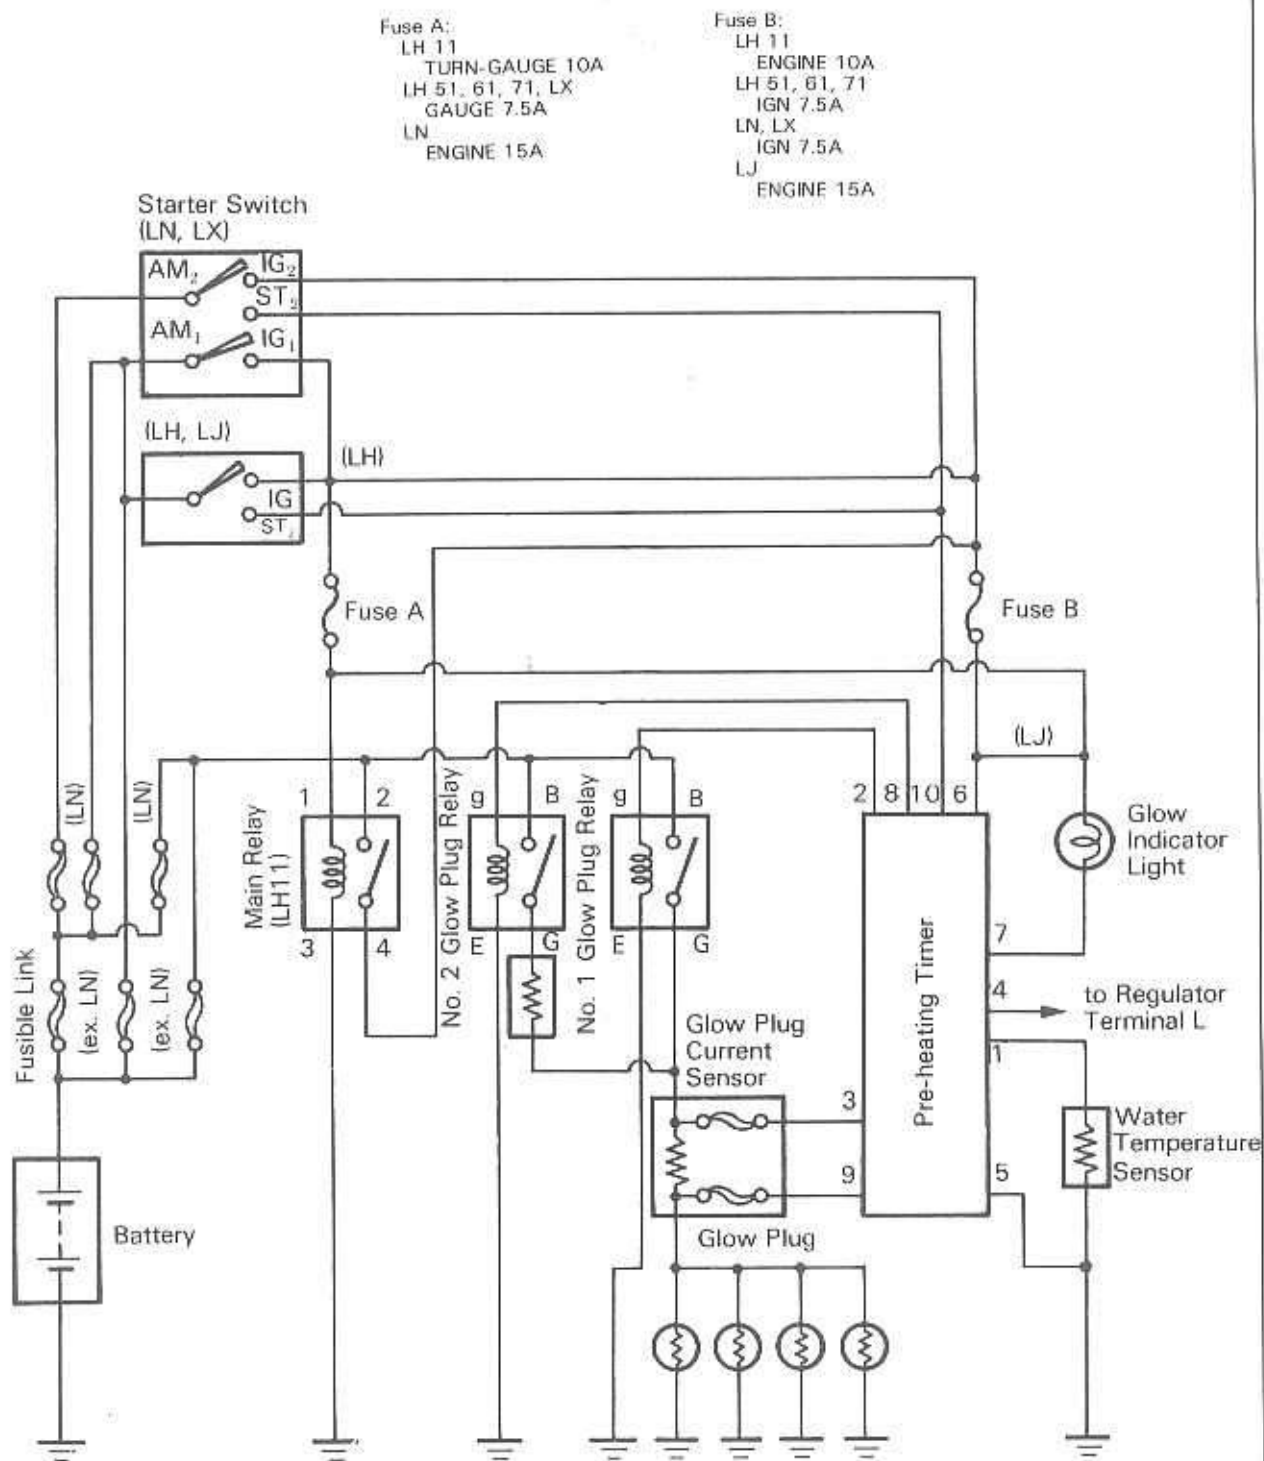 Fuse A:
LH 11
TURN-GAUGE 10A
LH 51, 61, 71, LX
GAUGE 7.5A
LN
ENGINE 15A
Fuse B:
LH 11
ENGINE 10A
LH 51, 61, 71
IGN 7.5A
LN, LX
IGN 7.5A
LJ
ENGINE 15A
Starter Switch
(LN, LX)
AM₂
IG₂
ST₂
AM₁
IG₁
(LH, LJ)
(LH)
IG
Fuse A
Fuse B
(LJ)
(LN)
(LN)
1
2
Main Relay
(LH11)
3
4
No. 2 Glow Plug Relay
g
B
E
G
No. 1 Glow Plug Relay
g
B
E
G
2
8
10
6
Pre-heating Timer
Glow
Indicator
Light
7
4
to Regulator
Terminal L
1
Fusible Link
(ex. LN)
(ex. LN)
Glow Plug
Current
Sensor
3
9
5
Water
Temperature
Sensor
Battery
Glow Plug